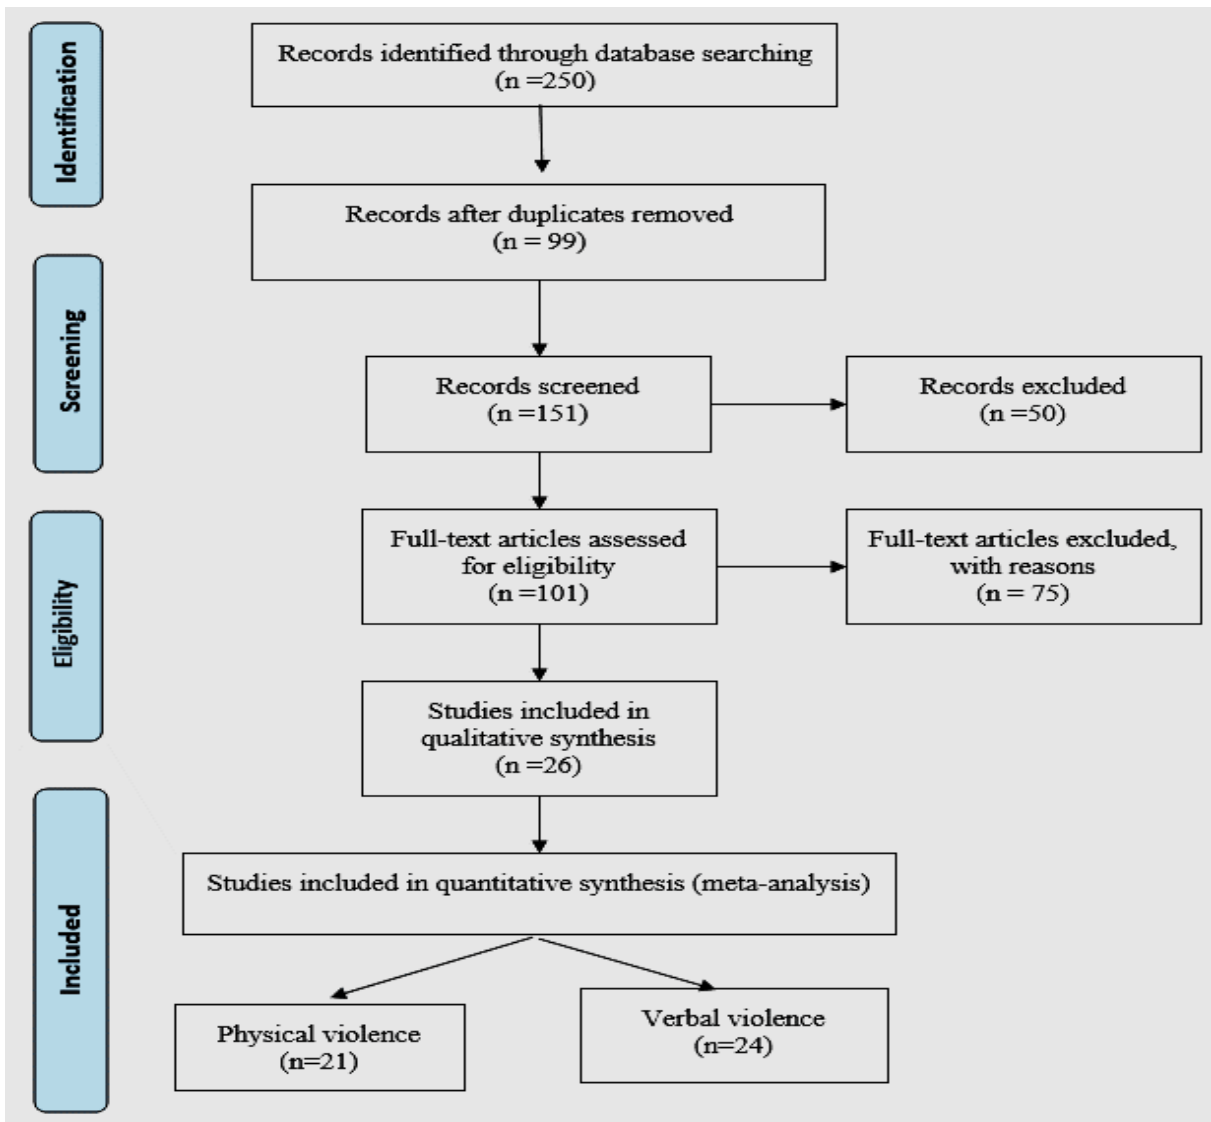 Identification
Records identified through database searching
(n =250)
Records after duplicates removed
(n = 99)
Screening
Records screened
(n =151)
Records excluded
(n =50)
Eligibility
Full-text articles assessed
for eligibility
(n =101)
Full-text articles excluded,
with reasons
(n = 75)
Studies included in
qualitative synthesis
(n =26)
Included
Studies included in quantitative synthesis (meta-analysis)
Physical violence
(n=21)
Verbal violence
(n=24)